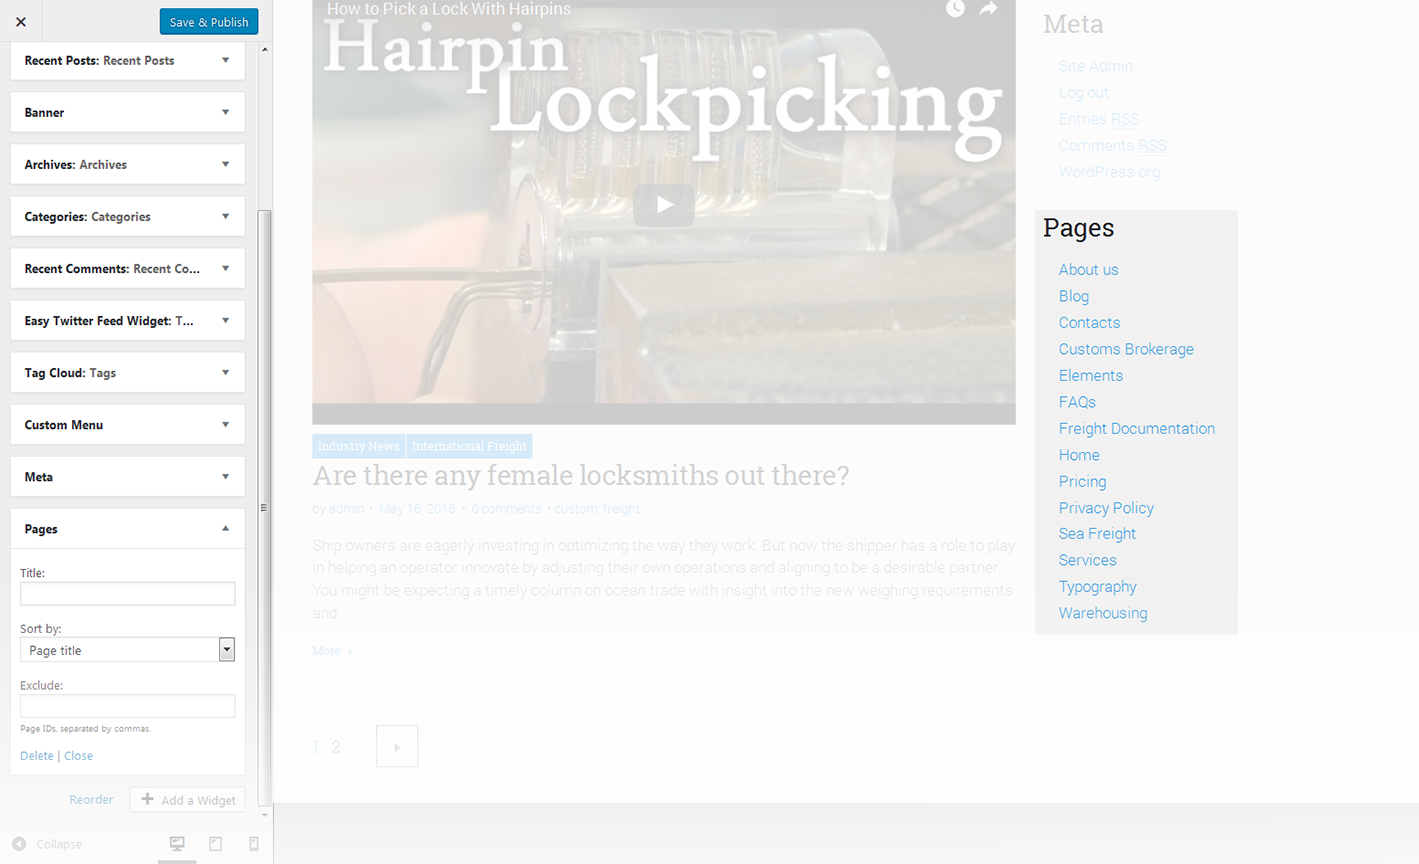 Save & Publish
Recent Posts: Recent Posts
Banner
Archives: Archives
Categories: Categories
Recent Comments: Recent Co...
Easy Twitter Feed Widget: T...
Tag Cloud: Tags
Custom Menu
Meta
Pages
Title:
Sort by:
Page title
Exclude:
Page IDs, separated by commas.
Delete | Close
Reorder
Add a Widget
Collapse
How to Pick a Lock With Hairpins
Hairpin
Lockpicking
Industry News
International Freight
Are there any female locksmiths out there?
by admin • May 16, 2016 • 0 comments • custom, freight
Ship owners are eagerly investing in optimizing the way they work. But now the shipper has a role to play
in helping an operator innovate by adjusting their own operations and aligning to be a desirable partner.
You might be expecting a timely column on ocean trade with insight into the new weighing requirements
and...
More
1 2
Meta
Site Admin
Log out
Entries RSS
Comments RSS
WordPress.org
Pages
About us
Blog
Contacts
Customs Brokerage
Elements
FAQs
Freight Documentation
Home
Pricing
Privacy Policy
Sea Freight
Services
Typography
Warehousing